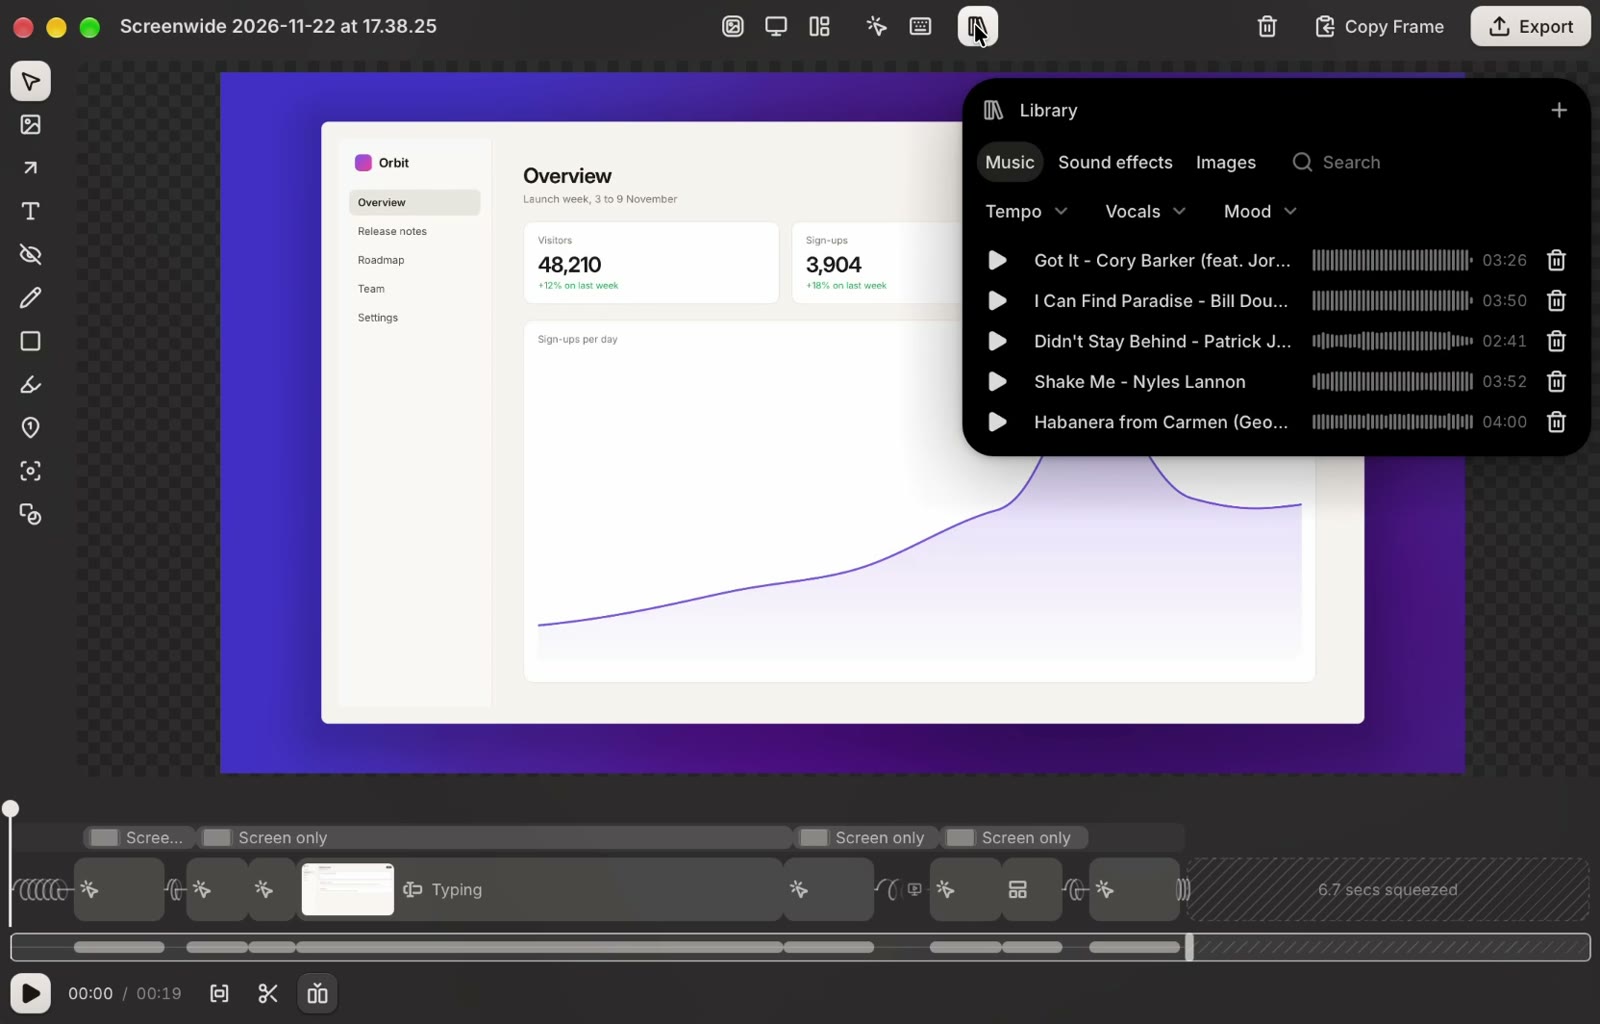 Screenwide 2026-11-22 at 17.38.25
Copy Frame
Export
Library
Music
Sound effects
Images
Search
Tempo
Vocals
Mood
Got It - Cory Barker (feat. Jor... 03:26
I Can Find Paradise - Bill Dou... 03:50
Didn't Stay Behind - Patrick J... 02:41
Shake Me - Nyles Lannon 03:52
Habanera from Carmen (Geo... 04:00
Orbit
Overview
Release notes
Roadmap
Team
Settings
Overview
Launch week, 3 to 9 November
Visitors
48,210
+12% on last week
Sign-ups
3,904
+18% on last week
Sign-ups per day
Scree...
Screen only
Screen only
Screen only
Typing
6.7 secs squeezed
00:00 / 00:19